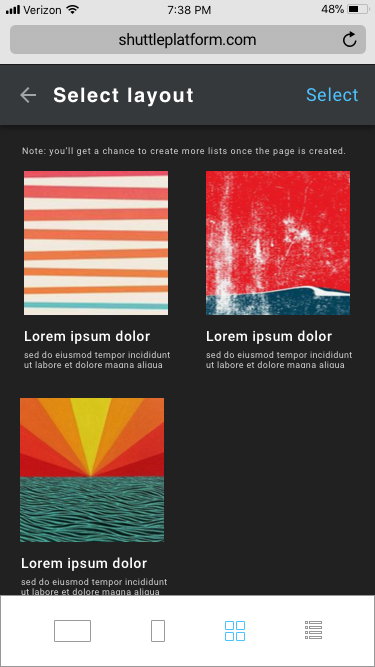 Verizon 7:38 PM 48%
shuttleplatform.com
Select layout Select
Note: you'll get a chance to create more lists once the page is created.
Lorem ipsum dolor
sed do eiusmod tempor incididunt
ut labore et dolore magna aliqua
Lorem ipsum dolor
sed do eiusmod tempor incididunt
ut labore et dolore magna aliqua
Lorem ipsum dolor
sed do eiusmod tempor incididunt
ut labore et dolore magna aliqua